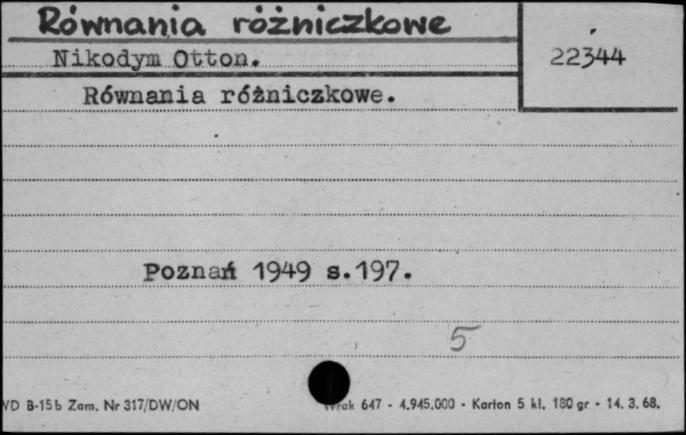 Równania różniczkowe
Nikodym Otton.
22344
Równania różniczkowe.
Poznań 1949 s.197.
5
WD B-15b Zam. Nr 317/DW/ON
647 - 4.945.000 - Karton 5 kl. 180 gr - 14. 3. 68.